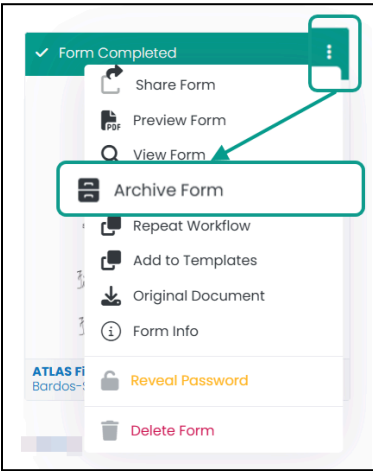 Form Completed
Share Form
PDF
Preview Form
View Form
Archive Form
Repeat Workflow
Add to Templates
Original Document
Form Info
ATLAS Fi
Bardos-S
Reveal Password
Delete Form